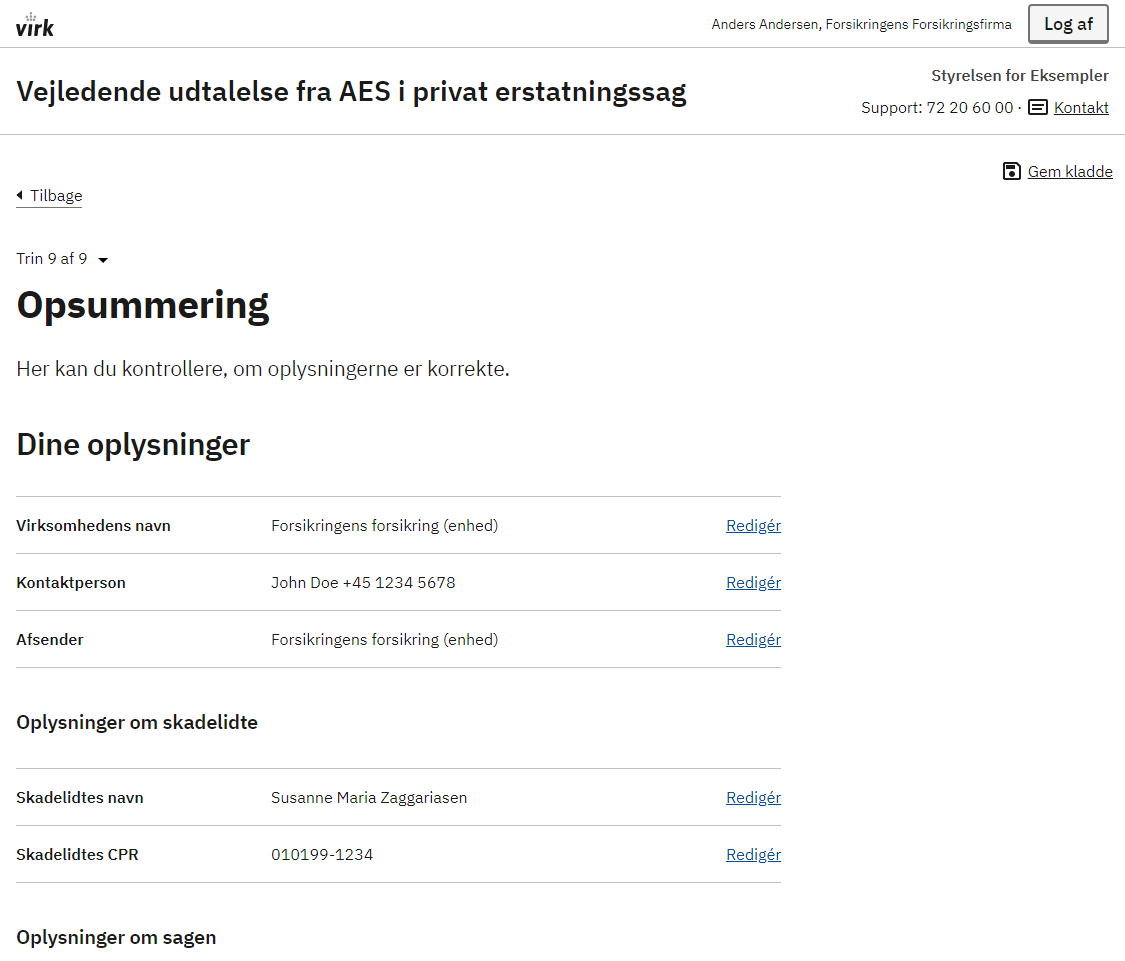 virk
Anders Andersen, Forsikringens Forsikringsfirma
Log af
Vejledende udtalelse fra AES i privat erstatningssag
Styrelsen for Eksempler
Support: 72 20 60 00 · Kontakt
Gem kladde
Tilbage
Trin 9 af 9
Opsummering
Her kan du kontrollere, om oplysningerne er korrekte.
Dine oplysninger
Virksomhedens navn Forsikringens forsikring (enhed) Redigér
Kontaktperson John Doe +45 1234 5678 Redigér
Afsender Forsikringens forsikring (enhed) Redigér
Oplysninger om skadelidte
Skadelidtes navn Susanne Maria Zaggariasen Redigér
Skadelidtes CPR 010199-1234 Redigér
Oplysninger om sagen